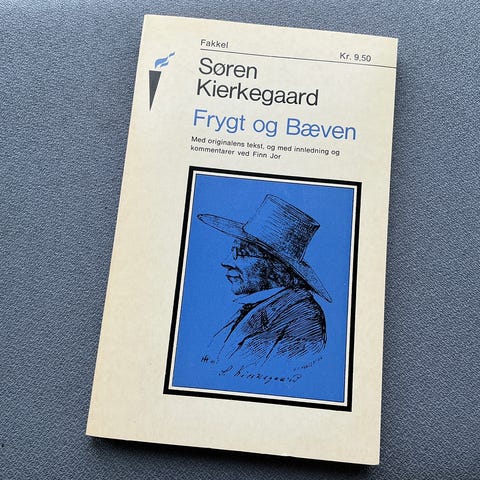 Fakkel
Kr. 9,50
Søren
Kierkegaard
Frygt og Bæven
Med originalens tekst, og med innledning og
kommentarer ved Finn Jor
S. Kirkegaard